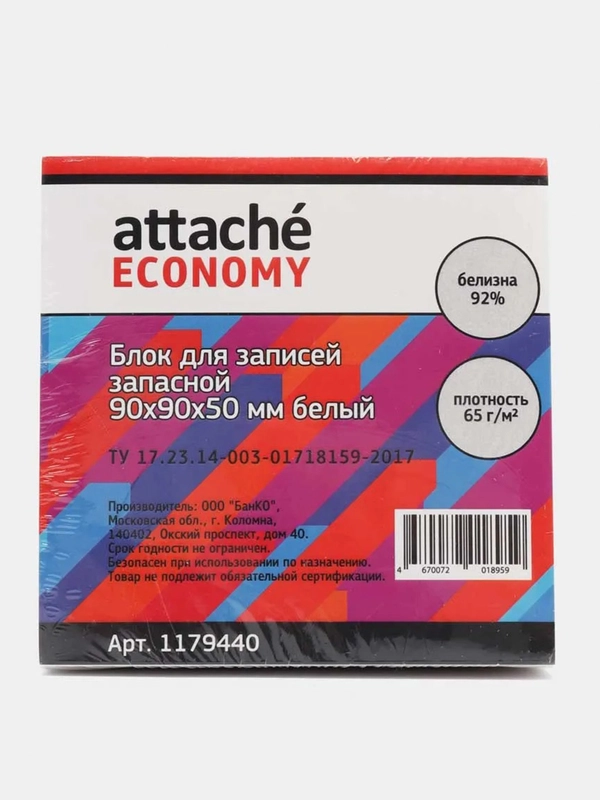 attaché
ECONOMY
белизна
92%
Блок для записей
запасной
90х90х50 мм белый
плотность
65 г/м²
ТУ 17.23.14-003-01718159-2017
Производитель: ООО "БанКО",
Московская обл., г. Коломна,
140402, Окский проспект, дом 40.
Срок годности не ограничен.
Безопасен при использовании по назначению.
Товар не подлежит обязательной сертификации.
4 670072 018959
Арт. 1179440